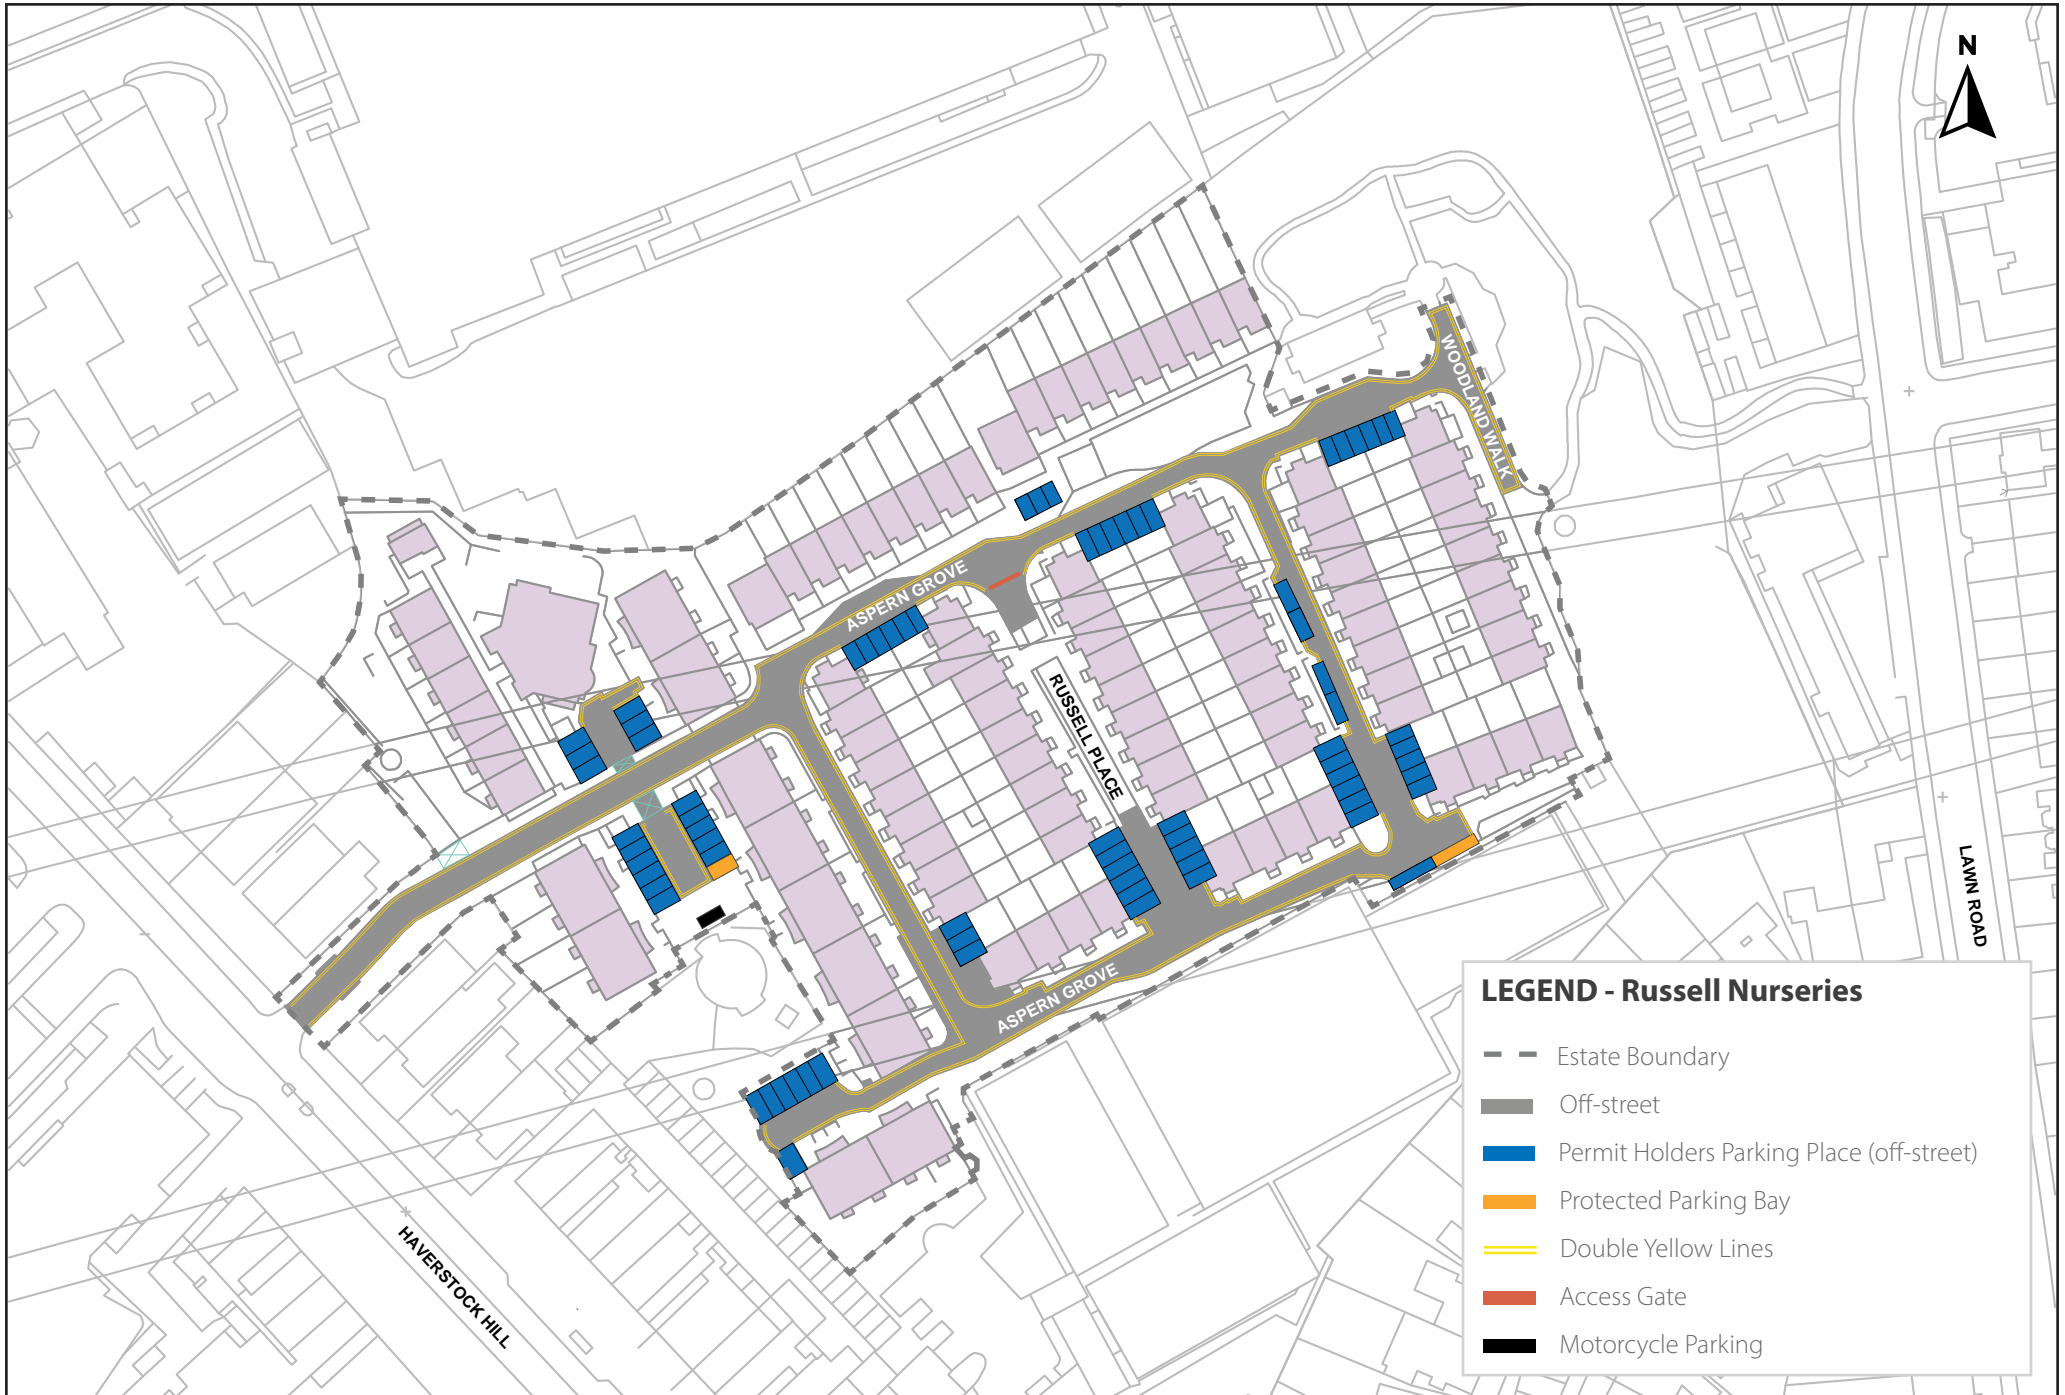 N
WOODLAND WALK
ASPERN GROVE
RUSSELL PLACE
LAWN ROAD
ASPERN GROVE
HAVERSTOCK HILL
LEGEND - Russell Nurseries
Estate Boundary
Off-street
Permit Holders Parking Place (off-street)
Protected Parking Bay
Double Yellow Lines
Access Gate
Motorcycle Parking